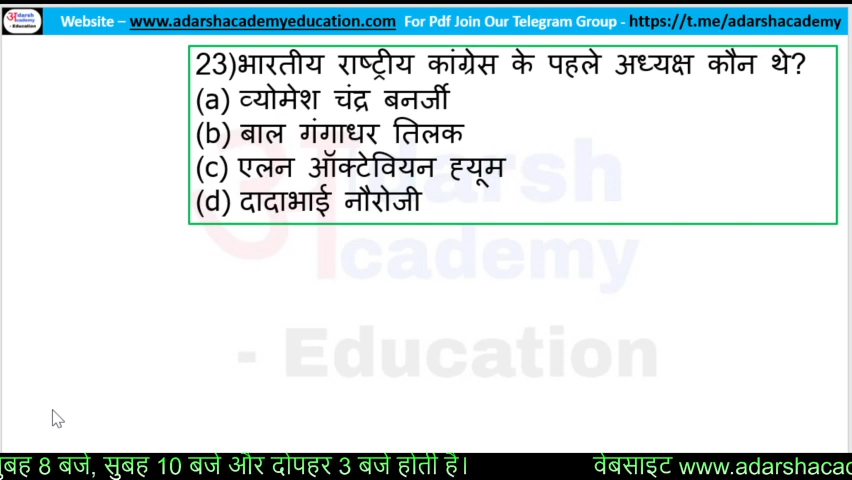 Website – www.adarshacademyeducation.com For Pdf Join Our Telegram Group - https://t.me/adarshacademy
23)भारतीय राष्ट्रीय कांग्रेस के पहले अध्यक्ष कौन थे?
(a) व्योमेश चंद्र बनर्जी
(b) बाल गंगाधर तिलक
(c) एलन ऑक्टेवियन ह्यूम
(d) दादाभाई नौरोजी
अdarsh
Academy
- Education
बह 8 बजे, सुबह 10 बजे और दोपहर 3 बजे होती है। वेबसाइट www.adarshacad